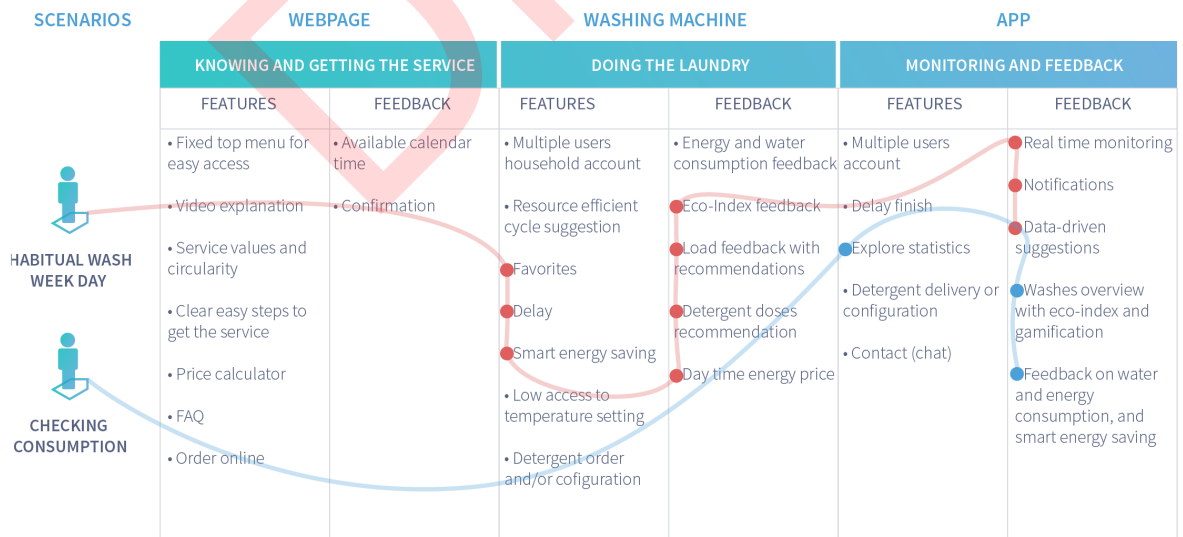 SCENARIOS
WEBPAGE
WASHING MACHINE
APP
KNOWING AND GETTING THE SERVICE
DOING THE LAUNDRY
MONITORING AND FEEDBACK
FEATURES
FEEDBACK
FEATURES
FEEDBACK
FEATURES
FEEDBACK
HABITUAL WASH
WEEK DAY
CHECKING
CONSUMPTION
• Fixed top menu for
easy access
• Video explanation
• Service values and
circularity
• Clear easy steps to
get the service
• Price calculator
• FAQ
• Order online
• Available calendar
time
• Confirmation
• Multiple users
household account
• Resource efficient
cycle suggestion
Favorites
Delay
Smart energy saving
• Low access to
temperature setting
• Detergent order
and/or cofiguration
• Energy and water
consumption feedback
Eco-Index feedback
Load feedback with
recommendations
Detergent doses
recommendation
Day time energy price
• Multiple users
account
• Delay finish
Explore statistics
• Detergent delivery or
configuration
• Contact (chat)
Real time monitoring
Notifications
Data-driven
suggestions
Washes overview
with eco-index and
gamification
Feedback on water
and energy
consumption, and
smart energy saving